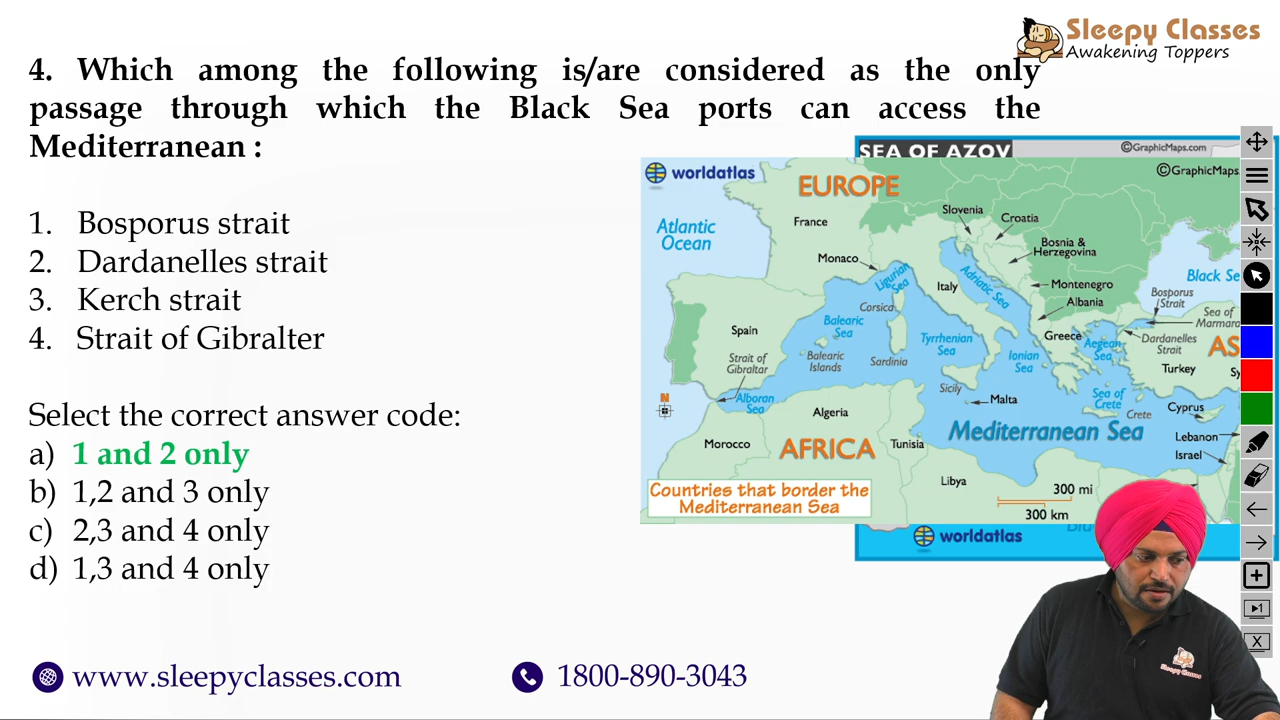 Sleepy Classes
Awakening Toppers
4. Which among the following is/are considered as the only
passage through which the Black Sea ports can access the
Mediterranean :
1. Bosporus strait
2. Dardanelles strait
3. Kerch strait
4. Strait of Gibralter
Select the correct answer code:
a) 1 and 2 only
b) 1,2 and 3 only
c) 2,3 and 4 only
d) 1,3 and 4 only
SEA OF AZOV
©GraphicMaps.com
worldatlas
©GraphicMaps.
EUROPE
Atlantic
Ocean
France
Slovenia
Croatia
Bosnia &
Herzegovina
Monaco
Ligurian
Sea
Italy
Adriatic Sea
Montenegro
Albania
Black Se
Bosporus
Strait
Sea of
Marmara
Corsica
Balearic
Sea
Spain
Tyrrhenian
Sea
Greece
Aegean
Sea
Dardanelles
Strait
AS
Strait of
Gibraltar
Balearic
Islands
Sardinia
Ionian
Sea
Turkey
Sy
N
Alboran
Sea
Sicily
Malta
Sea of
Crete
Crete
Cyprus
Algeria
Morocco
AFRICA
Tunisia
Mediterranean Sea
Lebanon
Israel
Libya
300 mi
300 km
Countries that border the
Mediterranean Sea
worldatlas
1
X
Sleepy Classes
www.sleepyclasses.com
1800-890-3043